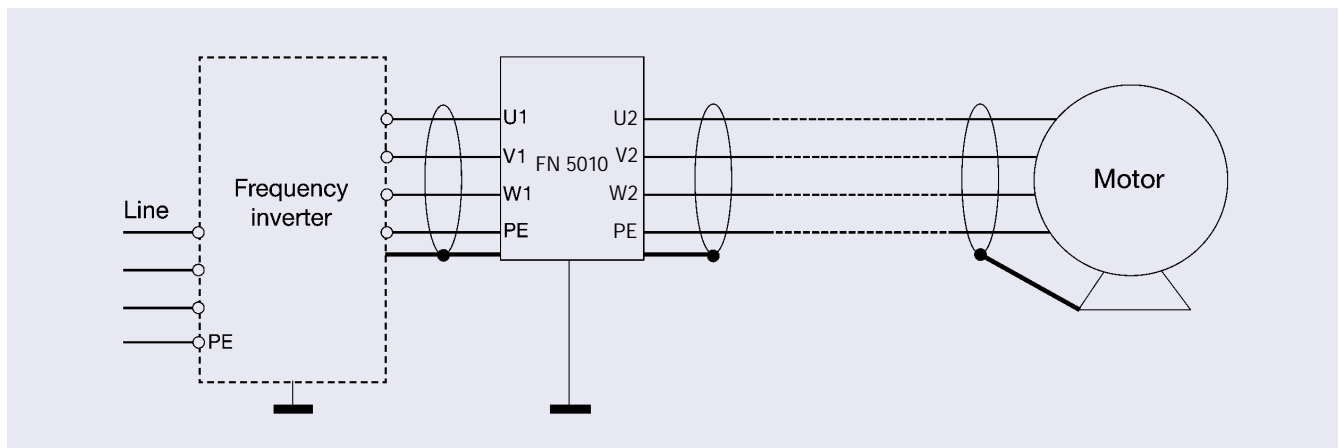 Line
PE
Frequency
inverter
U1
V1
W1
PE
FN 5010
U2
V2
W2
PE
Motor